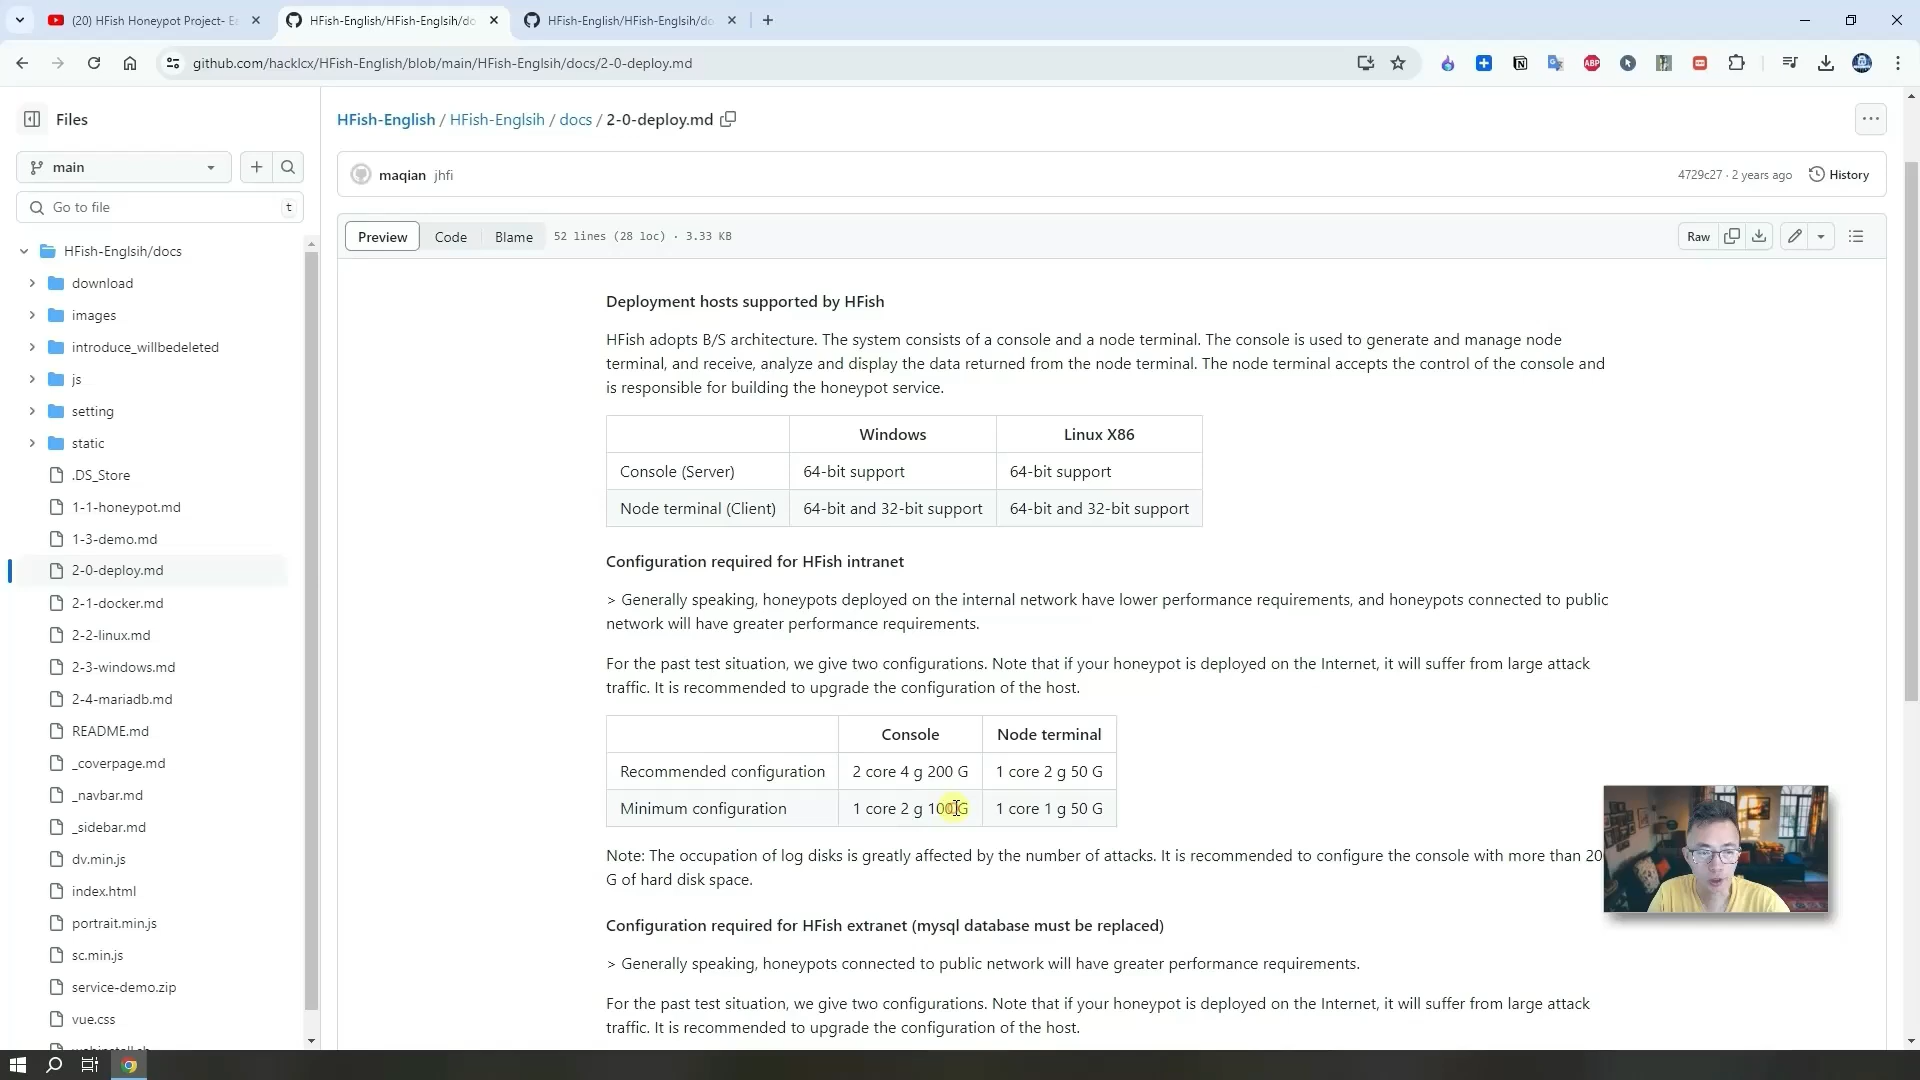 (20) HFish Honeypot Project- E
HFish-English/HFish-Englsih/do
HFish-English/HFish-Englsih/do
github.com/hacklcx/HFish-English/blob/main/HFish-Englsih/docs/2-0-deploy.md
ABP
Files
main
Go to file
t
HFish-Englsih/docs
download
images
introduce_willbedeleted
js
setting
static
.DS_Store
1-1-honeypot.md
1-3-demo.md
2-0-deploy.md
2-1-docker.md
2-2-linux.md
2-3-windows.md
2-4-mariadb.md
README.md
_coverpage.md
_navbar.md
_sidebar.md
dv.min.js
index.html
portrait.min.js
sc.min.js
service-demo.zip
vue.css
HFish-English / HFish-Englsih / docs / 2-0-deploy.md
maqian jhfi
4729c27 · 2 years ago
History
Preview Code Blame 52 lines (28 loc) · 3.33 KB
Raw
Deployment hosts supported by HFish
HFish adopts B/S architecture. The system consists of a console and a node terminal. The console is used to generate and manage node
terminal, and receive, analyze and display the data returned from the node terminal. The node terminal accepts the control of the console and
is responsible for building the honeypot service.
Windows Linux X86
Console (Server) 64-bit support 64-bit support
Node terminal (Client) 64-bit and 32-bit support 64-bit and 32-bit support
Configuration required for HFish intranet
> Generally speaking, honeypots deployed on the internal network have lower performance requirements, and honeypots connected to public
network will have greater performance requirements.
For the past test situation, we give two configurations. Note that if your honeypot is deployed on the Internet, it will suffer from large attack
traffic. It is recommended to upgrade the configuration of the host.
Console Node terminal
Recommended configuration 2 core 4 g 200 G 1 core 2 g 50 G
Minimum configuration 1 core 2 g 100 G 1 core 1 g 50 G
Note: The occupation of log disks is greatly affected by the number of attacks. It is recommended to configure the console with more than 20
G of hard disk space.
Configuration required for HFish extranet (mysql database must be replaced)
> Generally speaking, honeypots connected to public network will have greater performance requirements.
For the past test situation, we give two configurations. Note that if your honeypot is deployed on the Internet, it will suffer from large attack
traffic. It is recommended to upgrade the configuration of the host.